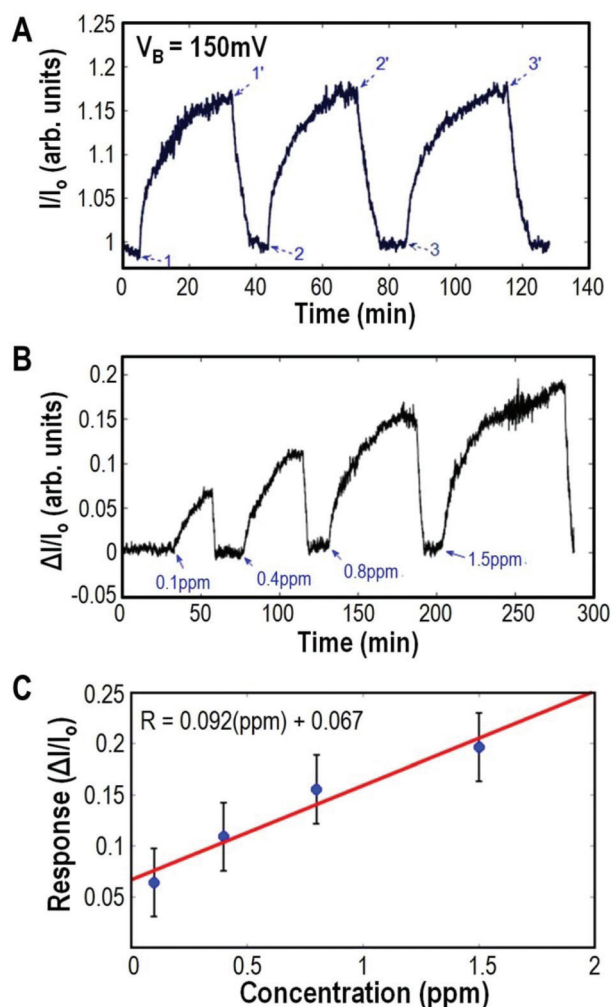 A
V_B = 150mV
I/I_o (arb. units)
1.25
1.2
1.15
1.1
1.05
1
1'
2'
3'
1
2
3
0 20 40 60 80 100 120 140
Time (min)
B
ΔI/I_o (arb. units)
0.2
0.15
0.1
0.05
0
-0.05
0.1ppm
0.4ppm
0.8ppm
1.5ppm
0 50 100 150 200 250 300
Time (min)
C
Response (ΔI/I_o)
0.25
0.2
0.15
0.1
0.05
R = 0.092(ppm) + 0.067
0 0.5 1 1.5 2
Concentration (ppm)